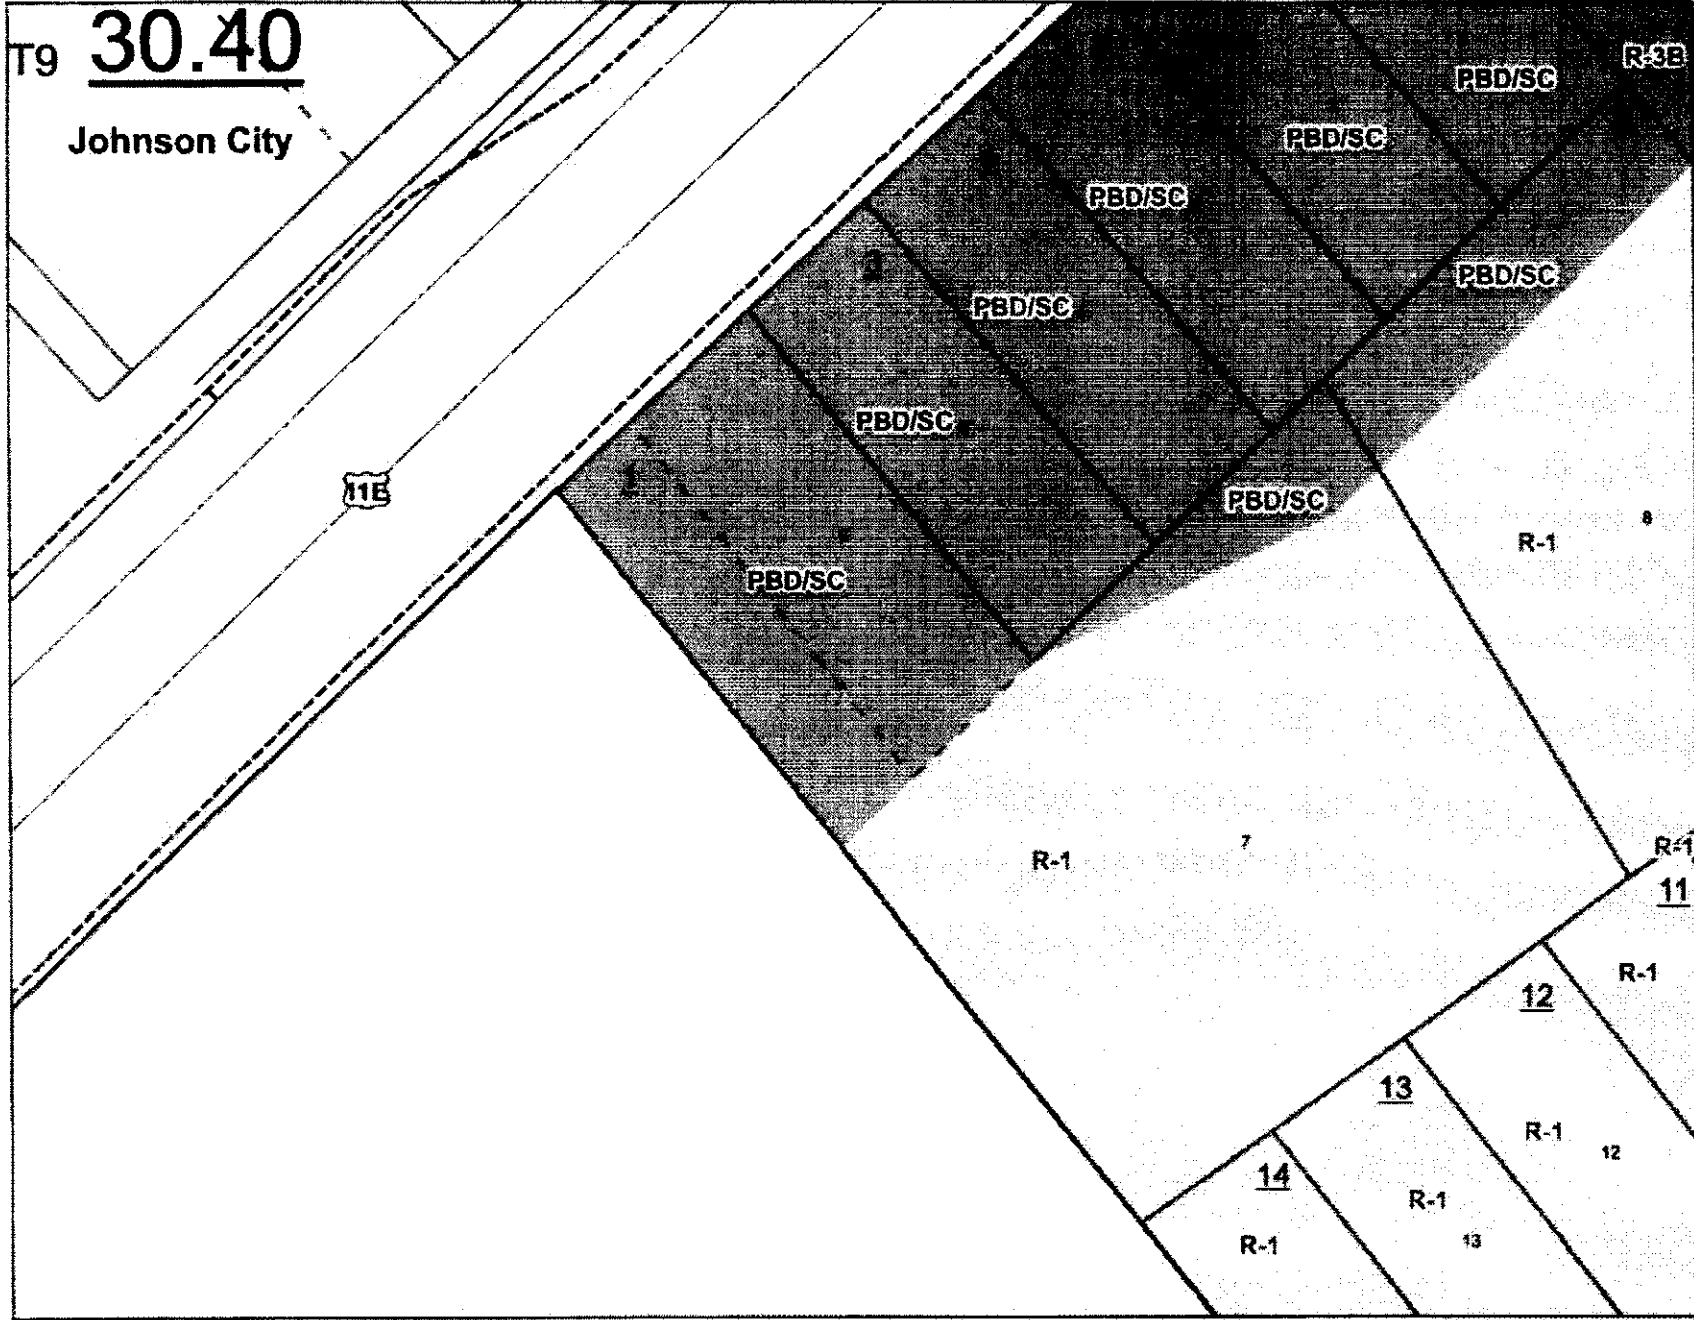 T9 30.40
Johnson City
R-3B
PBD/SC
PBD/SC
PBD/SC
PBD/SC
3
PBD/SC
PBD/SC
11E
PBD/SC
8
R-1
PBD/SC
7
R-1
R-1
11
R-1
12
13
R-1
12
14
R-1
13
R-1